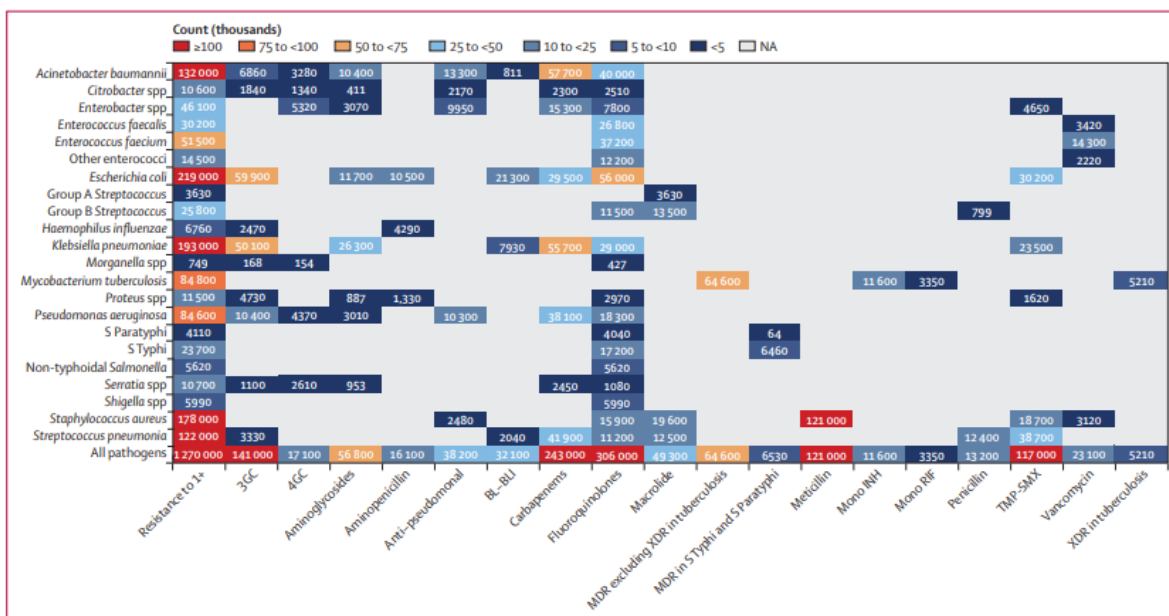 Count (thousands)
≥100 75 to <100 50 to <75 25 to <50 10 to <25 5 to <10 <5 NA
Acinetobacter baumannii 132 000 6860 3280 10 400 13 300 811 57 700 40 000
Citrobacter spp 10 600 1840 1340 411 2170 2300 2510
Enterobacter spp 46 100 5320 3070 9950 15 300 7800 4650
Enterococcus faecalis 30 200 26 800 3420
Enterococcus faecium 51 500 37 200 14 300
Other enterococci 14 500 12 200 2220
Escherichia coli 219 000 59 900 11 700 10 500 21 300 29 500 56 000 30 200
Group A Streptococcus 3630 3630
Group B Streptococcus 25 800 11 500 13 500 799
Haemophilus influenzae 6760 2470 4290
Klebsiella pneumoniae 193 000 50 100 26 300 7930 55 700 29 000 23 500
Morganella spp 749 168 154 427
Mycobacterium tuberculosis 84 800 64 600 11 600 3350 5210
Proteus spp 11 500 4730 887 1,330 2970 1620
Pseudomonas aeruginosa 84 600 10 400 4370 3010 10 300 38 100 18 300
S Paratyphi 4110 4040 64
S Typhi 23 700 17 200 6460
Non-typhoidal Salmonella 5620 5620
Serratia spp 10 700 1100 2610 953 2450 1080
Shigella spp 5990 5990
Staphylococcus aureus 178 000 2480 15 900 19 600 121 000 18 700 3120
Streptococcus pneumonia 122 000 3330 2040 41 900 11 200 12 500 12 400 38 700
All pathogens 1 270 000 141 000 17 100 56 800 16 100 38 200 32 100 243 000 306 000 49 300 64 600 6530 121 000 11 600 3350 13 200 117 000 23 100 5210
Resistance to 1+
3GC
4GC
Aminoglycosides
Aminopenicillin
Anti-pseudomonal
BL-BLI
Carbapenems
Fluoroquinolones
Macrolide
MDR excluding XDR in tuberculosis
MDR in S Typhi and S Paratyphi
Meticillin
Mono INH
Mono RIF
Penicillin
TMP-SMX
Vancomycin
XDR in tuberculosis